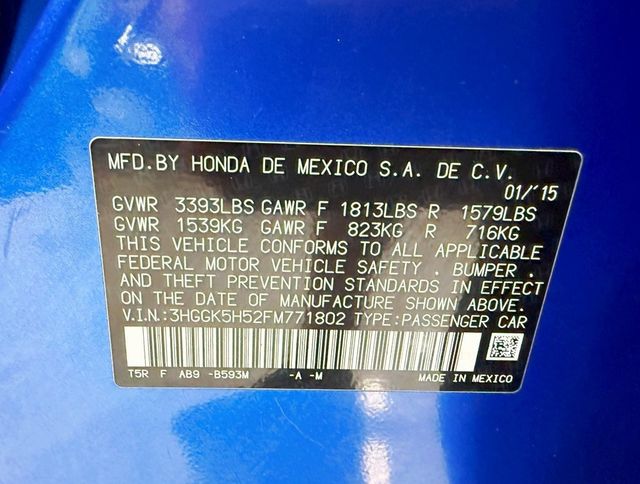 MFD.BY HONDA DE MEXICO S.A. DE C.V.
01/'15
GVWR 3393LBS GAWR F 1813LBS R 1579LBS
GVWR 1539KG GAWR F 823KG R 716KG
THIS VEHICLE CONFORMS TO ALL APPLICABLE
FEDERAL MOTOR VEHICLE SAFETY . BUMPER .
AND THEFT PREVENTION STANDARDS IN EFFECT
ON THE DATE OF MANUFACTURE SHOWN ABOVE.
V.I.N.:3HGGK5H52FM771802 TYPE:PASSENGER CAR
T5R F AB9 -B593M -A -M MADE IN MEXICO